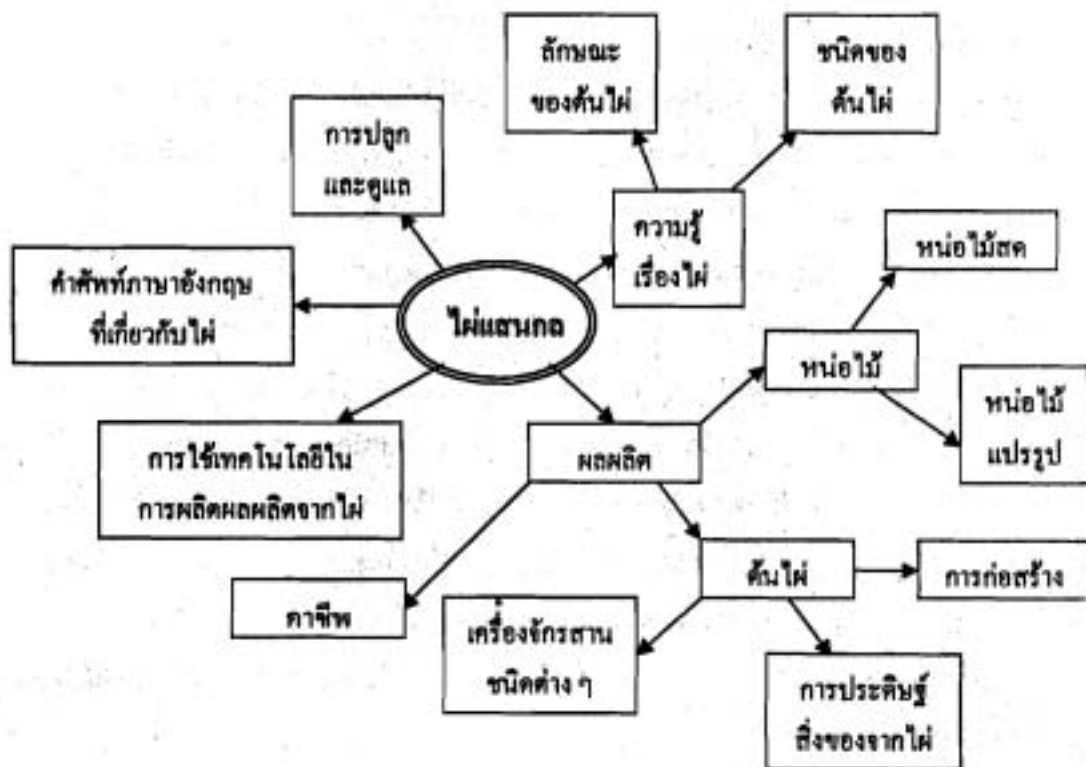 ลักษณะ
ของต้นไผ่
ชนิดของ
ต้นไผ่
การปลูก
และดูแล
ความรู้
เรื่องไผ่
หน่อไม้สด
คำศัพท์ภาษาอังกฤษ
ที่เกี่ยวกับไผ่
ไผ่แสนกล
หน่อไม้
หน่อไม้
แปรรูป
การใช้เทคโนโลยีใน
การผลิตผลผลิตจากไผ่
ผลผลิต
ต้นไผ่
การก่อสร้าง
อาชีพ
เครื่องจักรสาน
ชนิดต่าง ๆ
การประดิษฐ์
สิ่งของจากไผ่